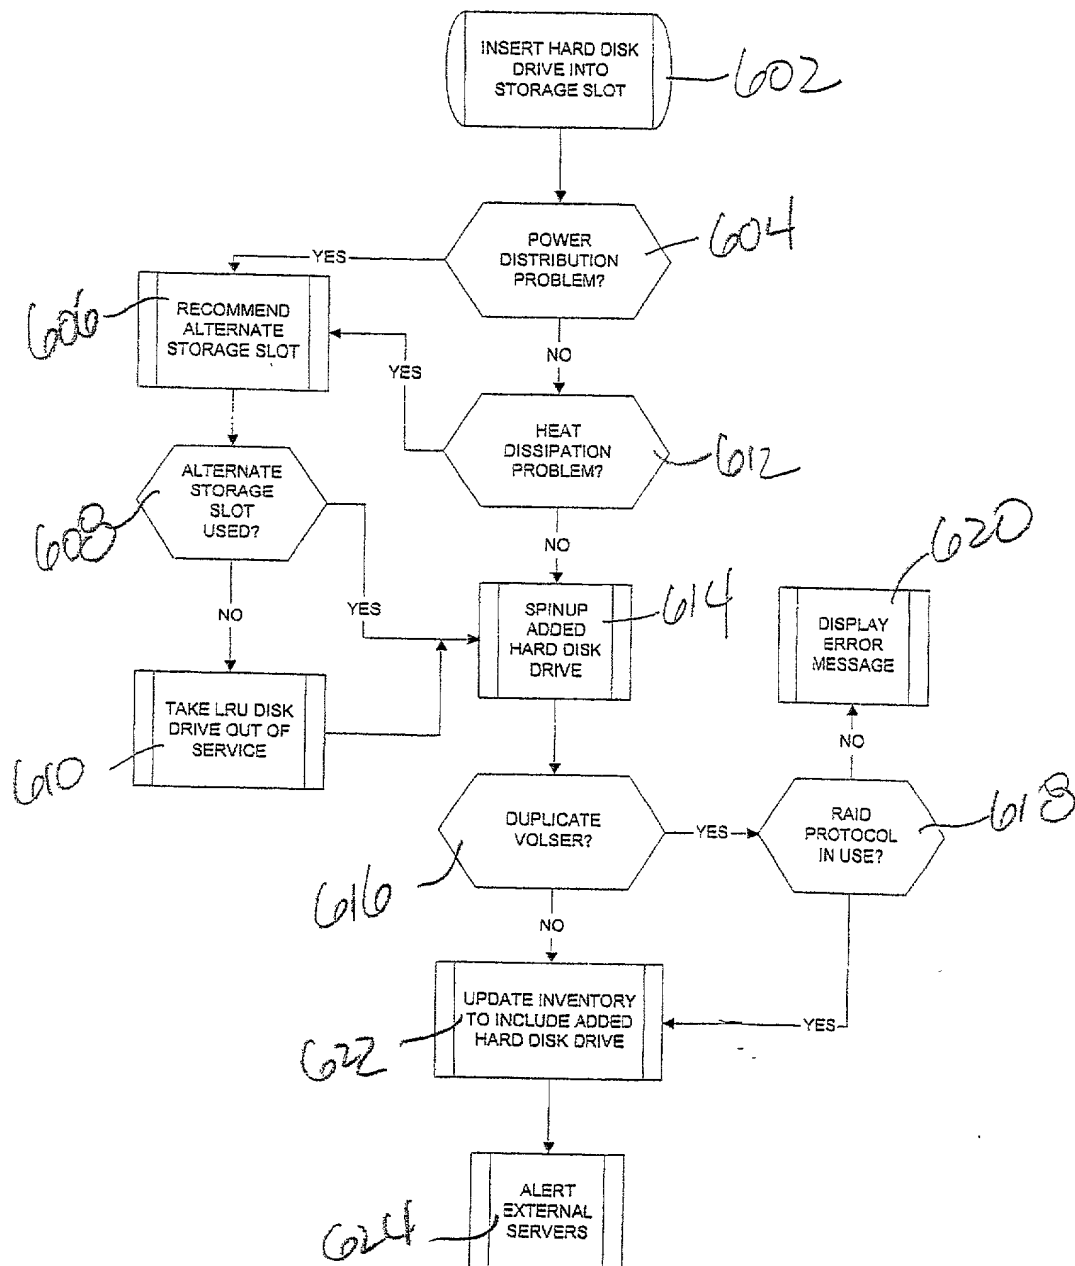 INSERT HARD DISK
DRIVE INTO
STORAGE SLOT
602
POWER
DISTRIBUTION
PROBLEM?
604
YES
RECOMMEND
ALTERNATE
STORAGE SLOT
606
NO
YES
HEAT
DISSIPATION
PROBLEM?
612
ALTERNATE
STORAGE
SLOT
USED?
608
NO
YES
NO
SPINUP
ADDED
HARD DISK
DRIVE
614
620
DISPLAY
ERROR
MESSAGE
TAKE LRU DISK
DRIVE OUT OF
SERVICE
610
NO
DUPLICATE
VOLSER?
616
YES
RAID
PROTOCOL
IN USE?
618
NO
UPDATE INVENTORY
TO INCLUDE ADDED
HARD DISK DRIVE
622
YES
ALERT
EXTERNAL
SERVERS
624